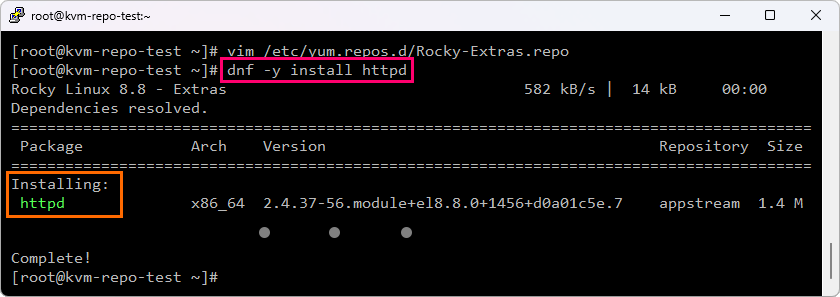 root@kvm-repo-test:~
[root@kvm-repo-test ~]# vim /etc/yum.repos.d/Rocky-Extras.repo
[root@kvm-repo-test ~]# dnf -y install httpd
Rocky Linux 8.8 - Extras 582 kB/s | 14 kB 00:00
Dependencies resolved.
================================================================================
Package Arch Version Repository Size
================================================================================
Installing:
httpd x86_64 2.4.37-56.module+el8.8.0+1456+d0a01c5e.7 appstream 1.4 M
Complete!
[root@kvm-repo-test ~]#